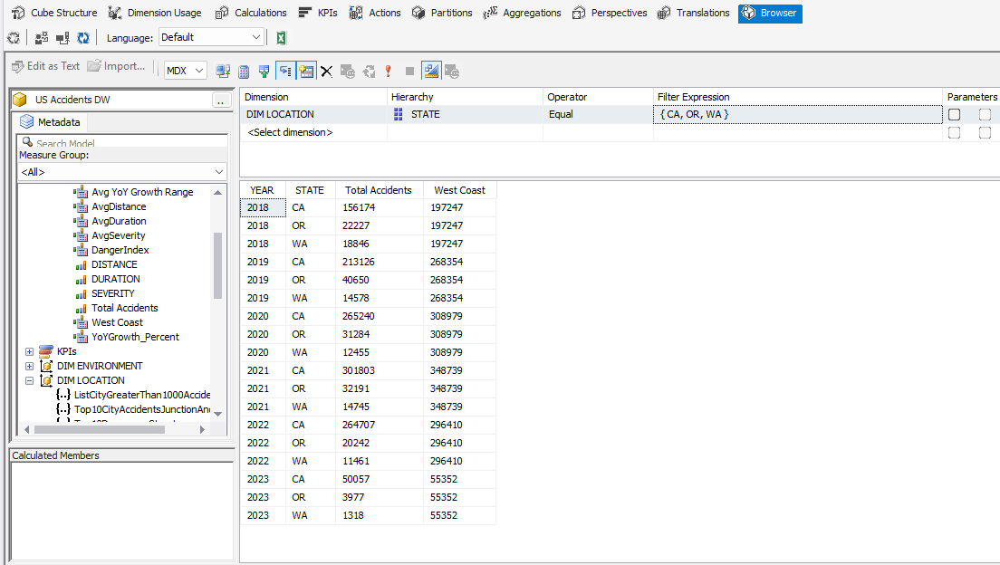 Cube Structure Dimension Usage Calculations KPIs Actions Partitions Aggregations Perspectives Translations Browser
Language: Default
Edit as Text Import... MDX
US Accidents DW ..
Metadata
Search Model
Measure Group:
<All>
Avg YoY Growth Range
AvgDistance
AvgDuration
AvgSeverity
DangerIndex
DISTANCE
DURATION
SEVERITY
Total Accidents
West Coast
YoYGrowth_Percent
KPIs
DIM ENVIRONMENT
DIM LOCATION
ListCityGreaterThan1000Accide
Top10CityAccidentsJunctionAn
Calculated Members
Dimension Hierarchy Operator Filter Expression Parameters
DIM LOCATION STATE Equal { CA, OR, WA }
<Select dimension>
YEAR STATE Total Accidents West Coast
2018 CA 156174 197247
2018 OR 22227 197247
2018 WA 18846 197247
2019 CA 213126 268354
2019 OR 40650 268354
2019 WA 14578 268354
2020 CA 265240 308979
2020 OR 31284 308979
2020 WA 12455 308979
2021 CA 301803 348739
2021 OR 32191 348739
2021 WA 14745 348739
2022 CA 264707 296410
2022 OR 20242 296410
2022 WA 11461 296410
2023 CA 50057 55352
2023 OR 3977 55352
2023 WA 1318 55352